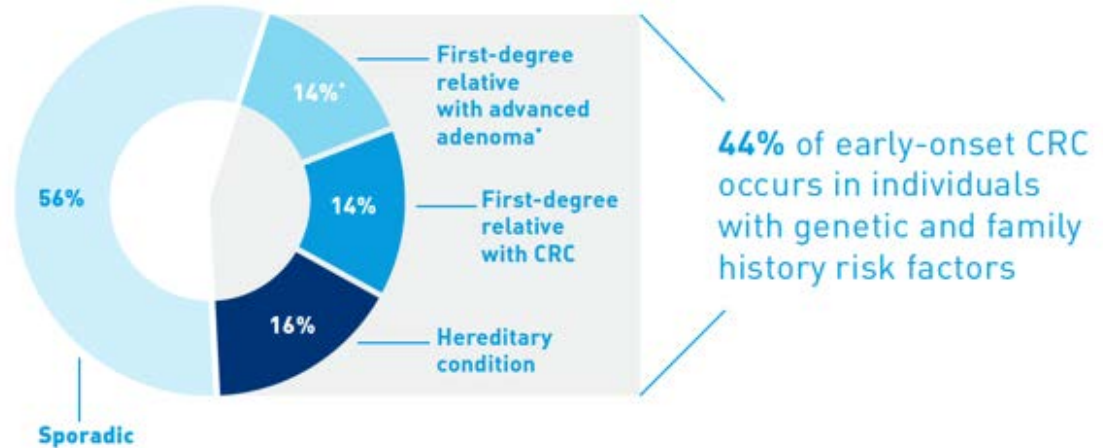 First-degree
relative
with advanced
adenoma*
14%*
56%
14%
First-degree
relative
with CRC
16%
Hereditary
condition
Sporadic
44% of early-onset CRC
occurs in individuals
with genetic and family
history risk factors